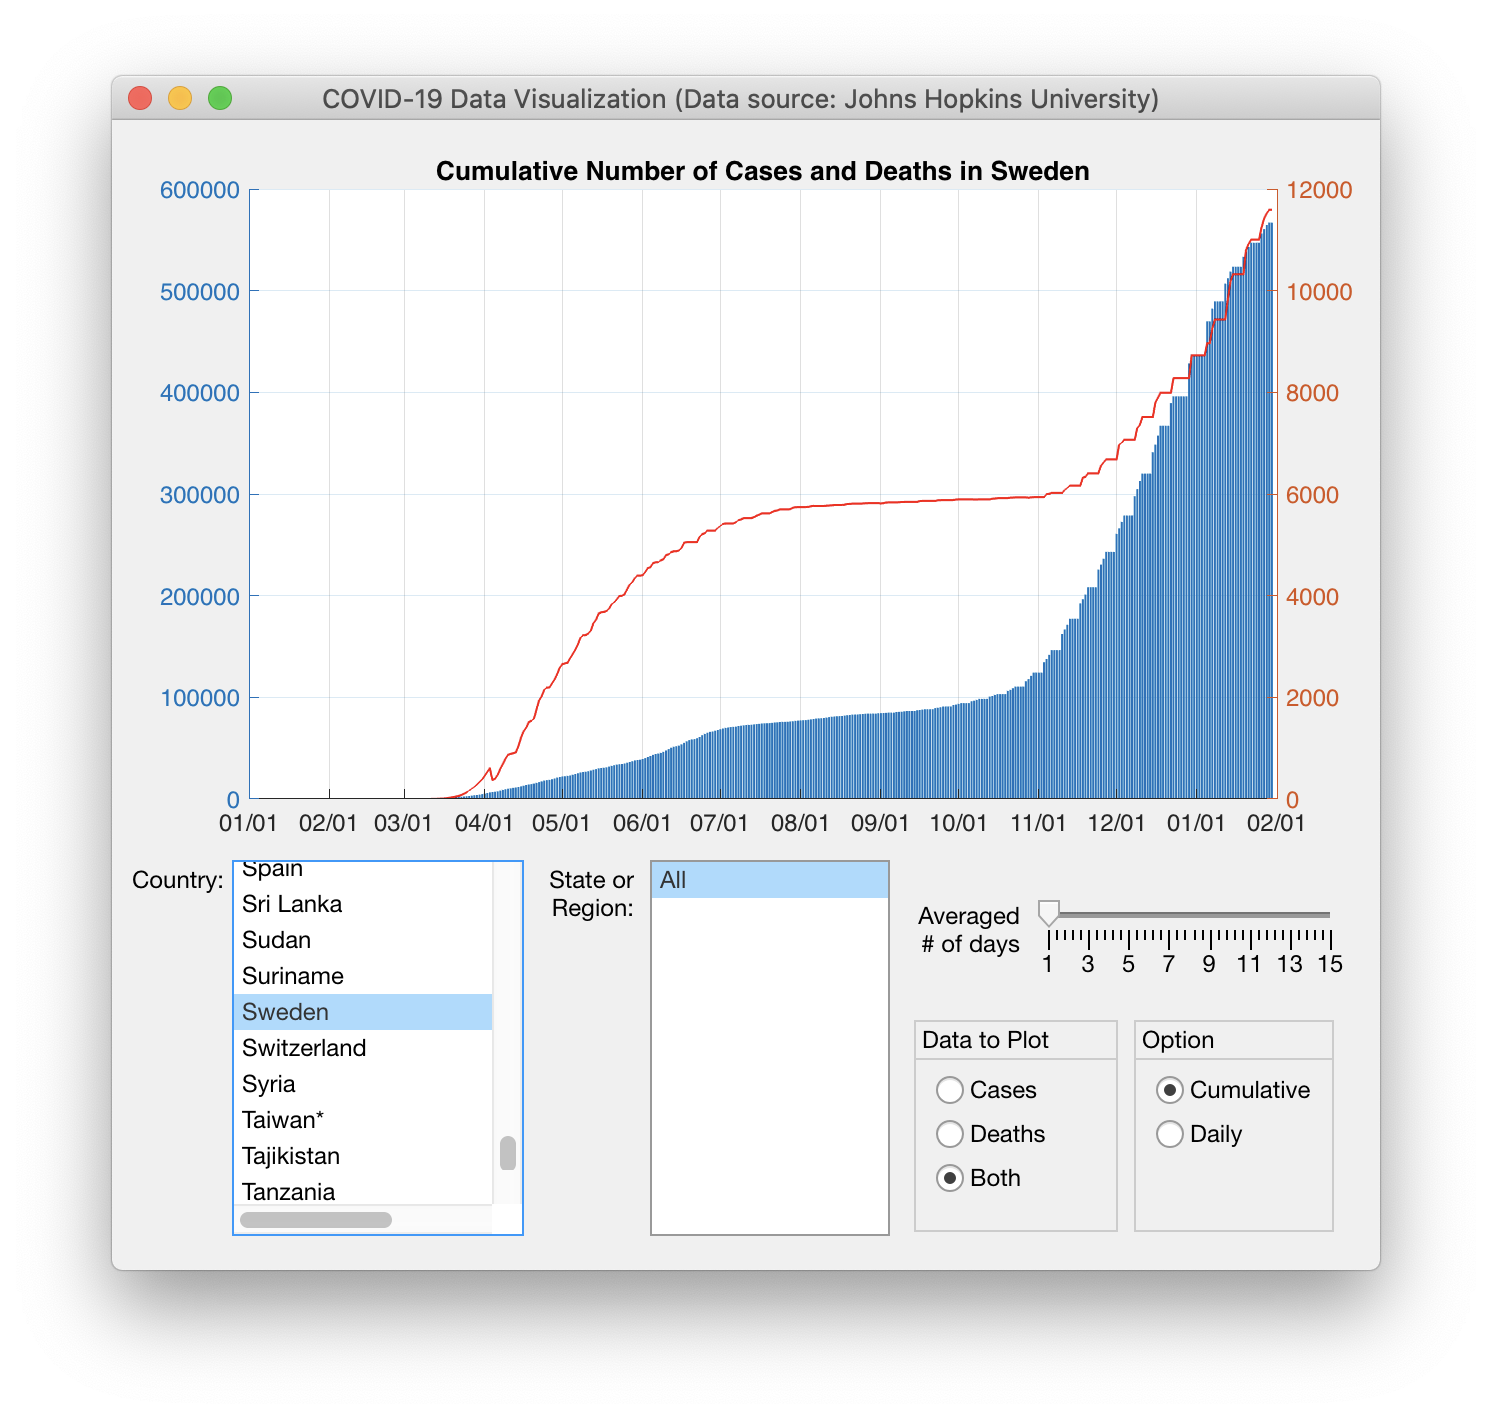 COVID-19 Data Visualization (Data source: Johns Hopkins University)
Cumulative Number of Cases and Deaths in Sweden
600000
500000
400000
300000
200000
100000
0
12000
10000
8000
6000
4000
2000
0
01/01 02/01 03/01 04/01 05/01 06/01 07/01 08/01 09/01 10/01 11/01 12/01 01/01 02/01
Country:
Spain
Sri Lanka
Sudan
Suriname
Sweden
Switzerland
Syria
Taiwan*
Tajikistan
Tanzania
State or
Region:
All
Averaged
# of days
1 3 5 7 9 11 13 15
Data to Plot
Cases
Deaths
Both
Option
Cumulative
Daily